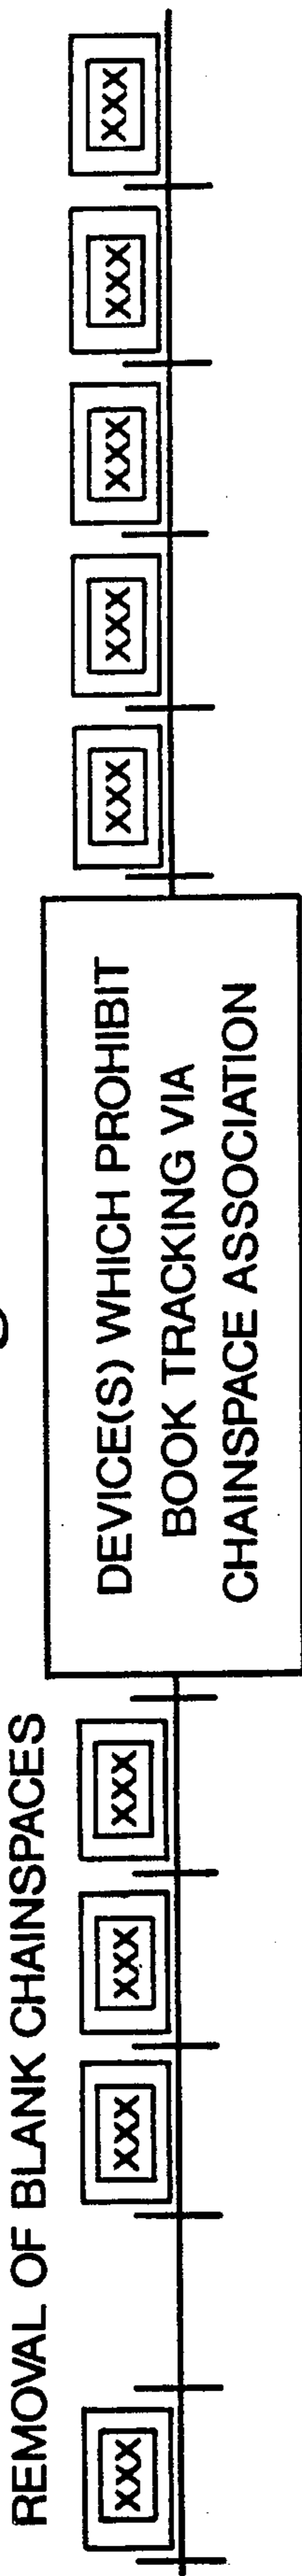 REMOVAL OF BLANK CHAINSPACES
XXX
XXX
XXX
XXX
DEVICE(S) WHICH PROHIBIT
BOOK TRACKING VIA
CHAINSPACE ASSOCIATION
XXX
XXX
XXX
XXX
XXX